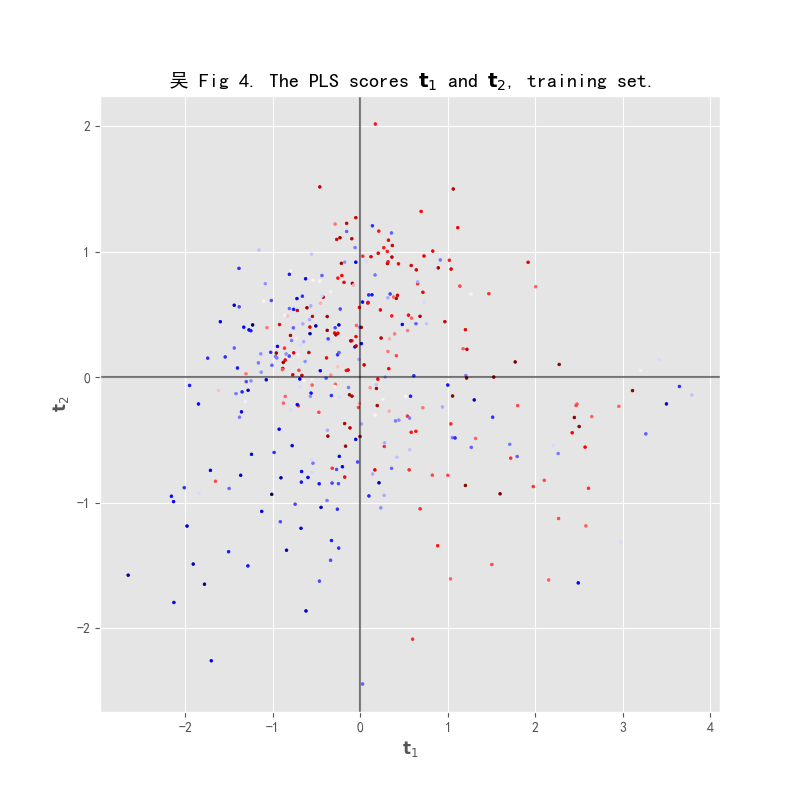 吴 Fig 4. The PLS scores t₁ and t₂, training set.
2
1
0
−1
−2
t₂
−2 −1 0 1 2 3 4
t₁